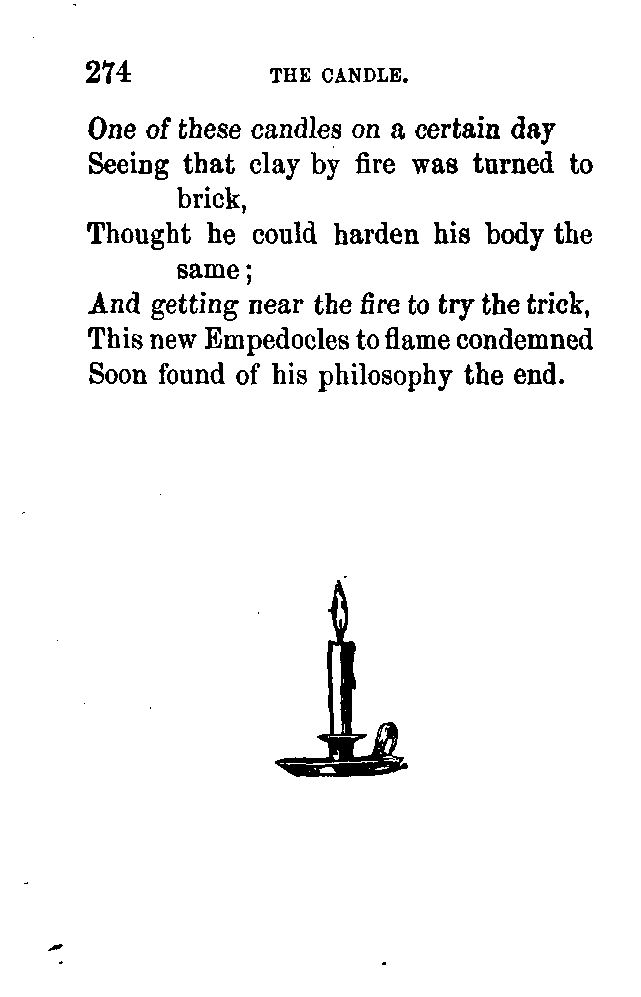 274 THE CANDLE.
One of these candles on a certain day
Seeing that clay by fire was turned to
brick,
Thought he could harden his body the
same;
And getting near the fire to try the trick,
This new Empedocles to flame condemned
Soon found of his philosophy the end.